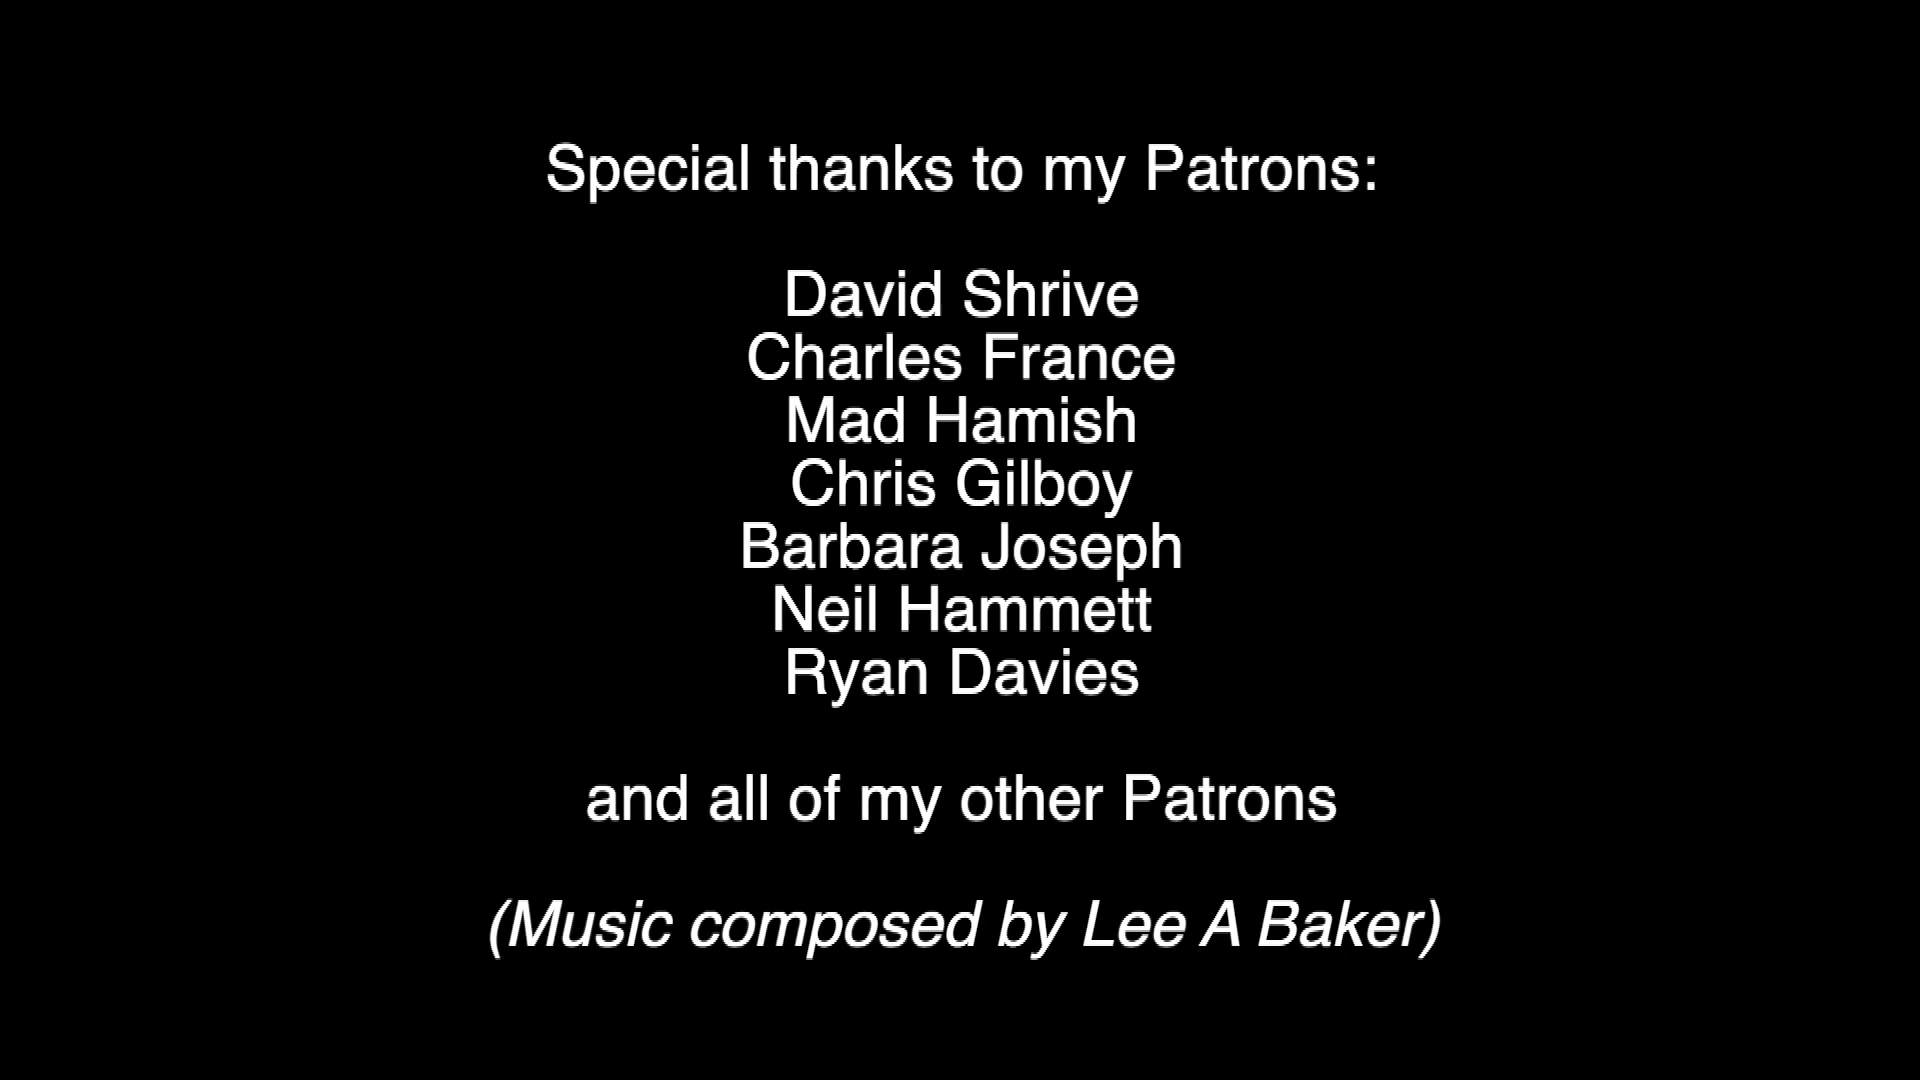 Special thanks to my Patrons:
David Shrive
Charles France
Mad Hamish
Chris Gilboy
Barbara Joseph
Neil Hammett
Ryan Davies
and all of my other Patrons
(Music composed by Lee A Baker)